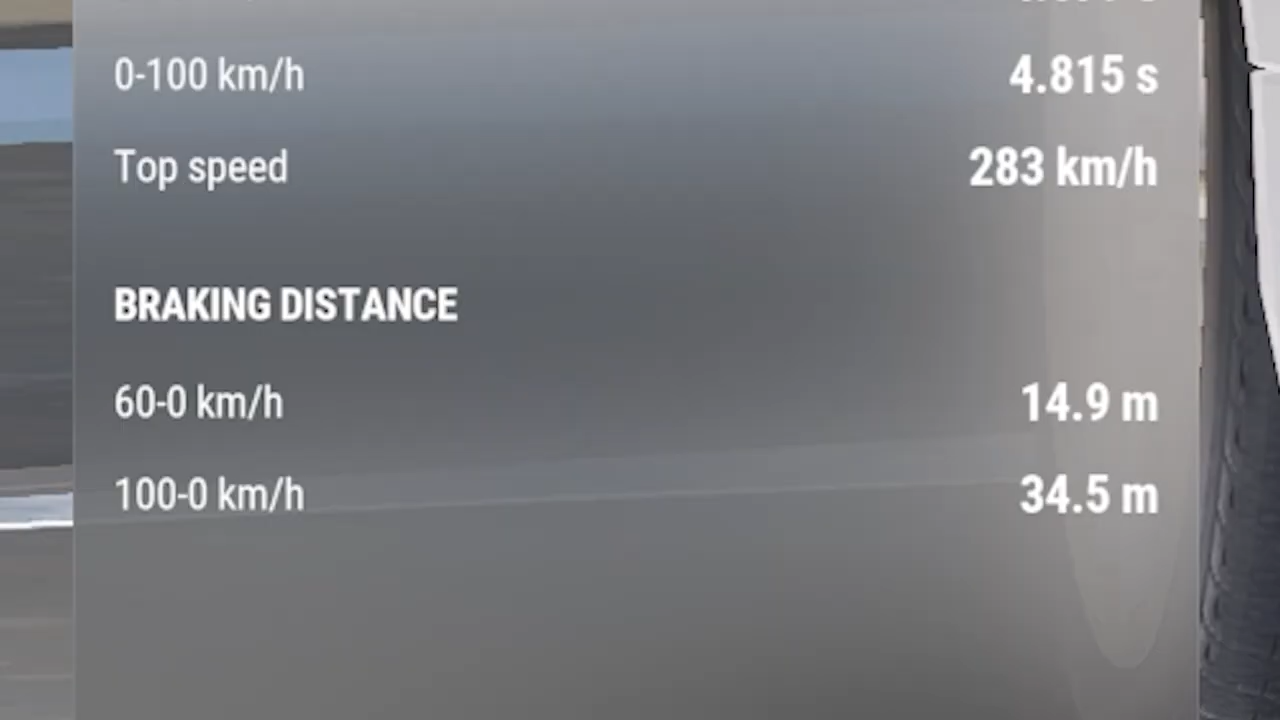 0-100 km/h 4.815 s
Top speed 283 km/h
BRAKING DISTANCE
60-0 km/h 14.9 m
100-0 km/h 34.5 m